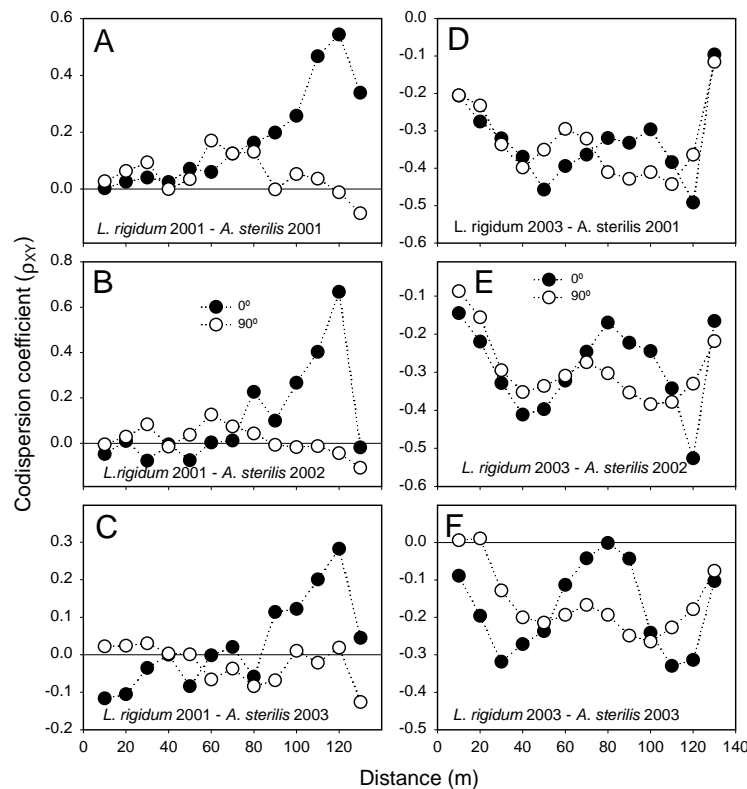 Codispersion coefficient (ρXY)
A
0.6
0.4
0.2
0.0
L. rigidum 2001 - A. sterilis 2001
B
0.8
0.6
0.4
0.2
0.0
-0.2
0º
90º
L.rigidum 2001 - A. sterilis 2002
C
0.3
0.2
0.1
0.0
-0.1
-0.2
L. rigidum 2001 - A. sterilis 2003
0 20 40 60 80 100 120
D
0.0
-0.1
-0.2
-0.3
-0.4
-0.5
-0.6
L. rigidum 2003 - A. sterilis 2001
E
-0.1
-0.2
-0.3
-0.4
-0.5
-0.6
0º
90º
L. rigidum 2003 - A. sterilis 2002
F
0.0
-0.1
-0.2
-0.3
-0.4
-0.5
L. rigidum 2003 - A. sterilis 2003
0 20 40 60 80 100 120 140
Distance (m)